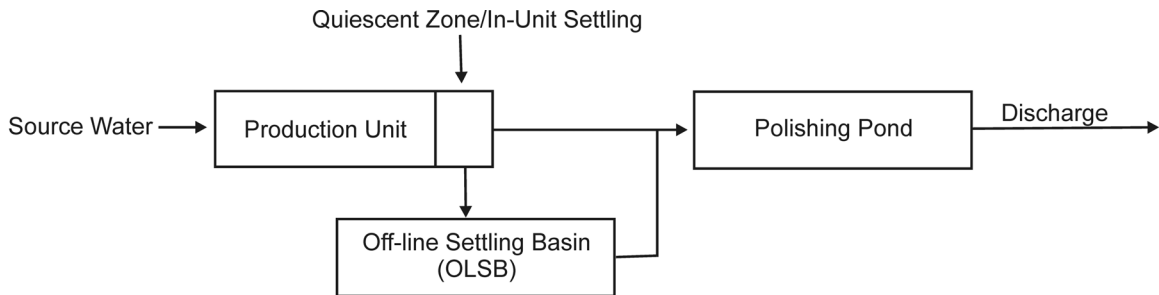 Quiescent Zone/In-Unit Settling
Source Water
Production Unit
Polishing Pond
Discharge
Off-line Settling Basin
(OLSB)